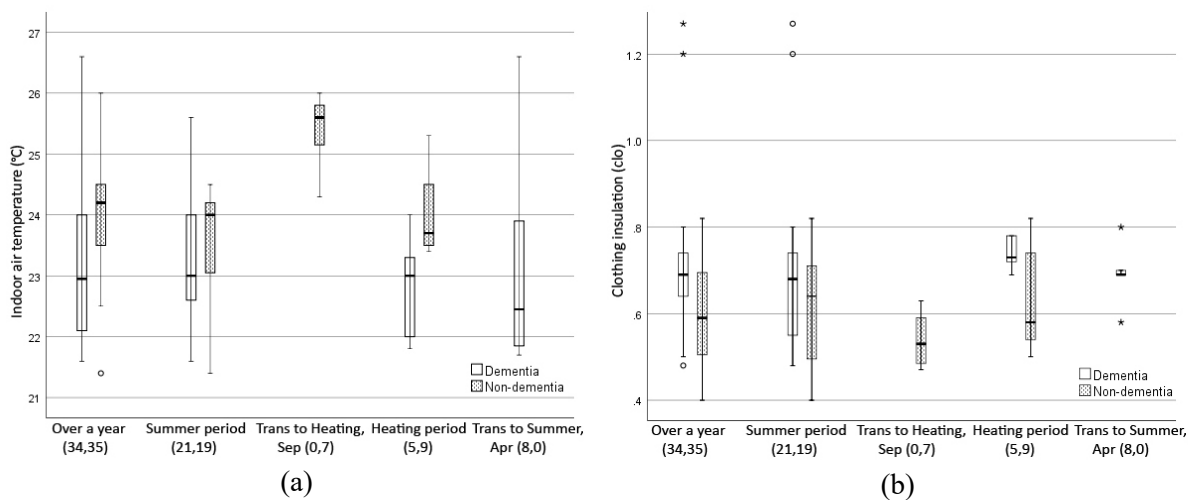 27
26
25
24
23
22
21
Indoor air temperature (℃)
Dementia
Non-dementia
Over a year
(34,35)
Summer period
(21,19)
Trans to Heating,
Sep (0,7)
Heating period
(5,9)
Trans to Summer,
Apr (8,0)
(a)
1.2
1.0
.8
.6
.4
Clothing insulation (clo)
Dementia
Non-dementia
Over a year
(34,35)
Summer period
(21,19)
Trans to Heating,
Sep (0,7)
Heating period
(5,9)
Trans to Summer,
Apr (8,0)
(b)